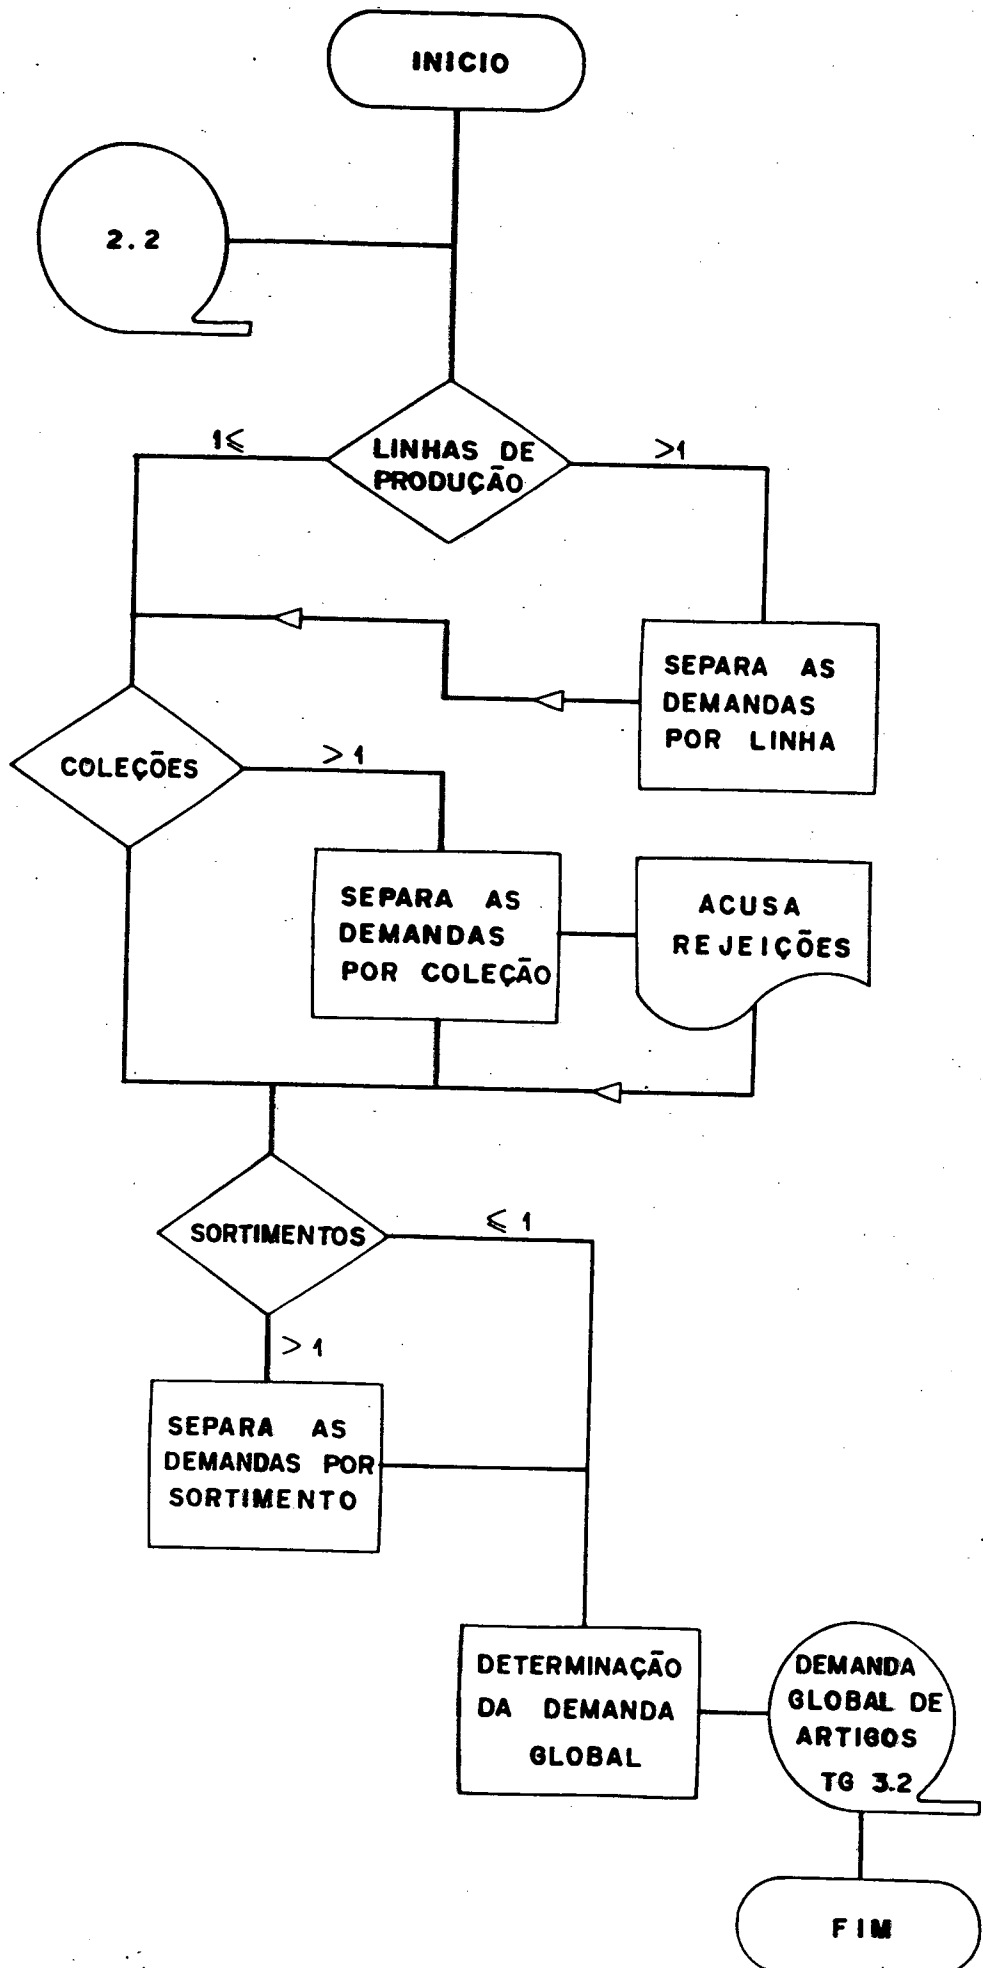 INICIO
2.2
LINHAS DE
PRODUÇÃO
1⩽
>1
SEPARA AS
DEMANDAS
POR LINHA
COLEÇÕES
> 1
SEPARA AS
DEMANDAS
POR COLEÇÃO
ACUSA
REJEIÇÕES
SORTIMENTOS
⩽ 1
> 1
SEPARA AS
DEMANDAS POR
SORTIMENTO
DETERMINAÇÃO
DA DEMANDA
GLOBAL
DEMANDA
GLOBAL DE
ARTIGOS
TG 3.2
FIM